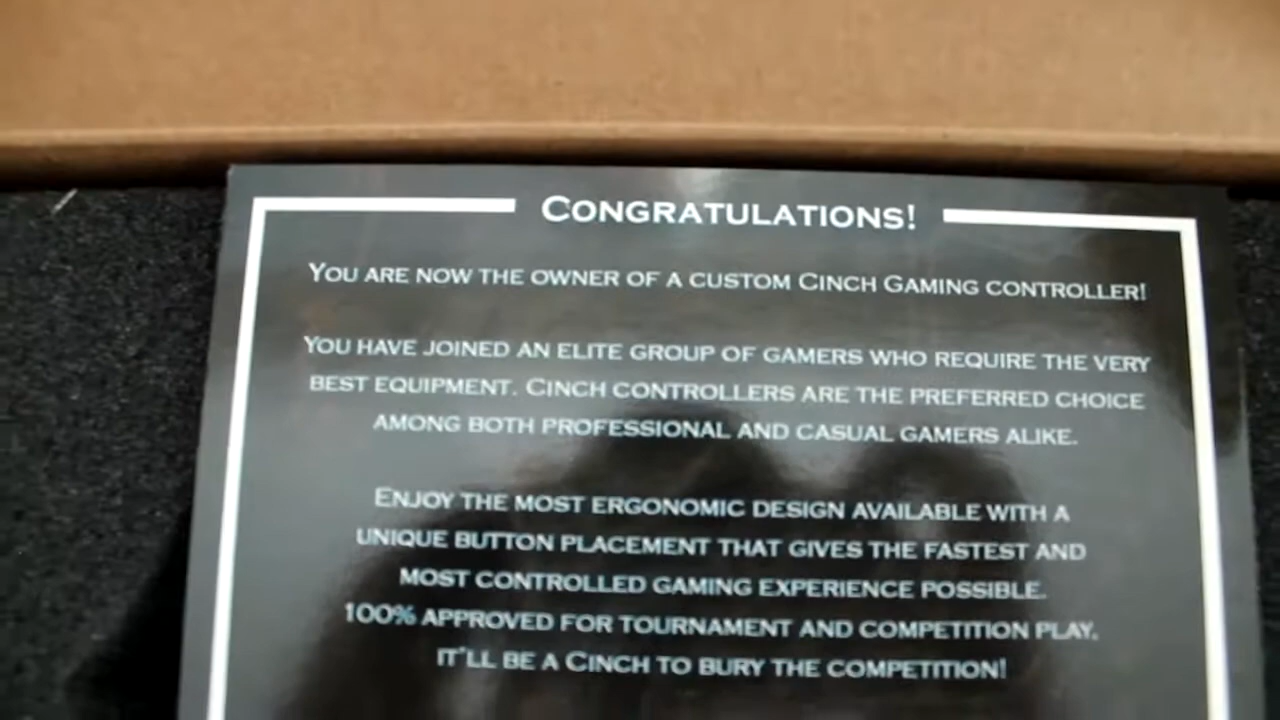 Congratulations!
You are now the owner of a custom Cinch Gaming controller!
You have joined an elite group of gamers who require the very
best equipment. Cinch controllers are the preferred choice
among both professional and casual gamers alike.
Enjoy the most ergonomic design available with a
unique button placement that gives the fastest and
most controlled gaming experience possible.
100% approved for tournament and competition play.
It'll be a Cinch to bury the competition!